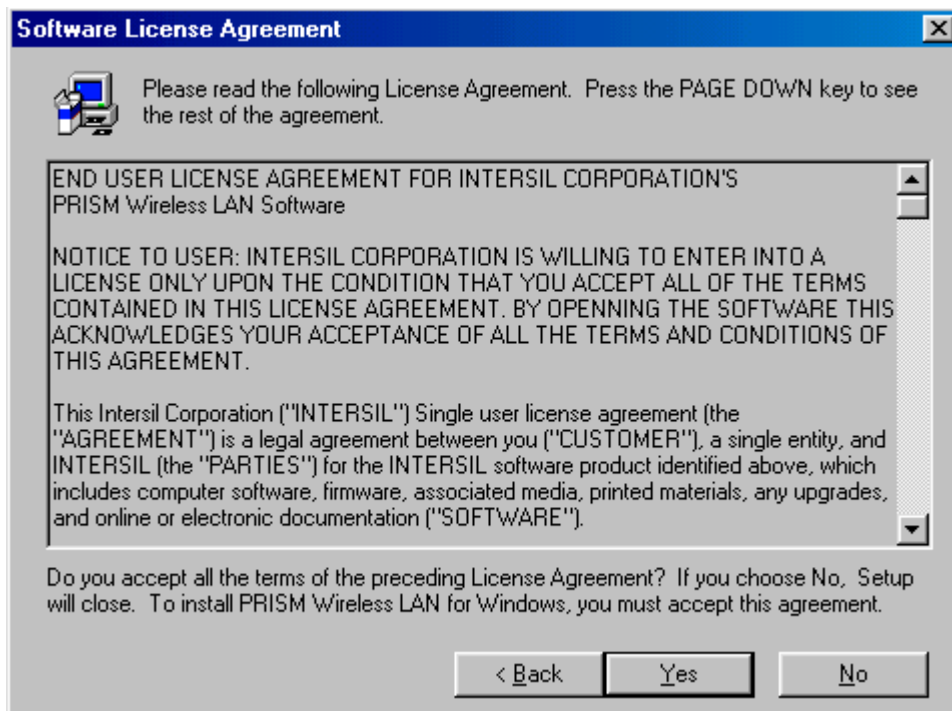 Software License Agreement
Please read the following License Agreement.  Press the PAGE DOWN key to see
the rest of the agreement.
END USER LICENSE AGREEMENT FOR INTERSIL CORPORATION'S
PRISM Wireless LAN Software
NOTICE TO USER: INTERSIL CORPORATION IS WILLING TO ENTER INTO A
LICENSE ONLY UPON THE CONDITION THAT YOU ACCEPT ALL OF THE TERMS
CONTAINED IN THIS LICENSE AGREEMENT. BY OPENNING THE SOFTWARE THIS
ACKNOWLEDGES YOUR ACCEPTANCE OF ALL THE TERMS AND CONDITIONS OF
THIS AGREEMENT.
This Intersil Corporation ("INTERSIL") Single user license agreement (the
"AGREEMENT") is a legal agreement between you ("CUSTOMER"), a single entity, and
INTERSIL (the "PARTIES") for the INTERSIL software product identified above, which
includes computer software, firmware, associated media, printed materials, any upgrades,
and online or electronic documentation ("SOFTWARE").
Do you accept all the terms of the preceding License Agreement?  If you choose No,  Setup
will close.  To install PRISM Wireless LAN for Windows, you must accept this agreement.
< Back
Yes
No